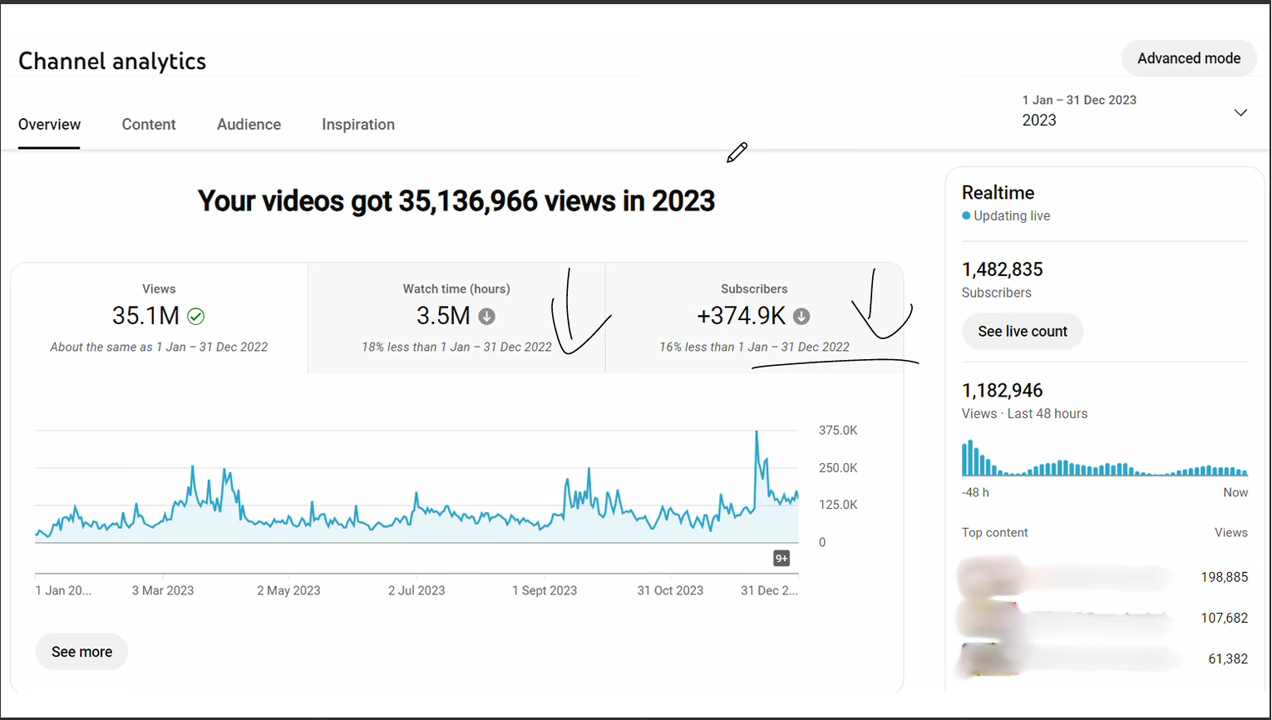 Channel analytics
Advanced mode
Overview
Content
Audience
Inspiration
1 Jan – 31 Dec 2023
2023
Your videos got 35,136,966 views in 2023
Views
35.1M
About the same as 1 Jan – 31 Dec 2022
Watch time (hours)
3.5M
18% less than 1 Jan – 31 Dec 2022
Subscribers
+374.9K
16% less than 1 Jan – 31 Dec 2022
375.0K
250.0K
125.0K
0
9+
1 Jan 20...
3 Mar 2023
2 May 2023
2 Jul 2023
1 Sept 2023
31 Oct 2023
31 Dec 2...
See more
Realtime
Updating live
1,482,835
Subscribers
See live count
1,182,946
Views · Last 48 hours
-48 h
Now
Top content
Views
198,885
107,682
61,382